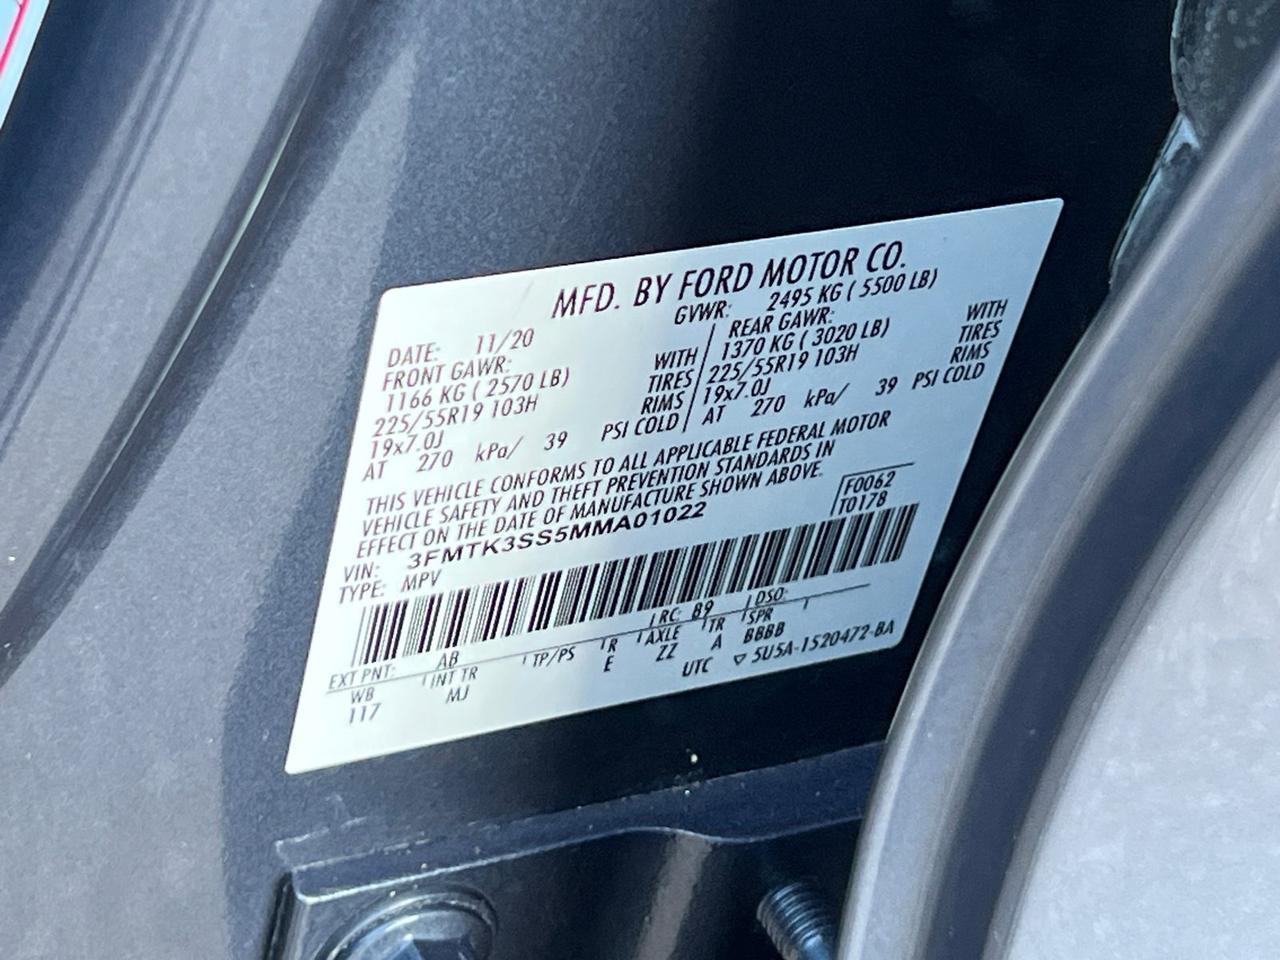 MFD. BY FORD MOTOR CO.
DATE: 11/20 GVWR: 2495 KG ( 5500 LB)
FRONT GAWR: REAR GAWR:
1166 KG ( 2570 LB) WITH 1370 KG ( 3020 LB) WITH
225/55R19 103H TIRES 225/55R19 103H TIRES
19x7.0J RIMS 19x7.0J RIMS
AT 270 kPa/ 39 PSI COLD AT 270 kPa/ 39 PSI COLD
THIS VEHICLE CONFORMS TO ALL APPLICABLE FEDERAL MOTOR
VEHICLE SAFETY AND THEFT PREVENTION STANDARDS IN
EFFECT ON THE DATE OF MANUFACTURE SHOWN ABOVE.
VIN: 3FMTK3SS5MMA01022 F0062
TYPE: MPV T0178
EXT PNT: AB RC: 89 DSO:
WB INT TR TP/PS R AXLE TR SPR
117 MJ E ZZ A BBBB
UTC ▽ 5U5A-1520472-BA